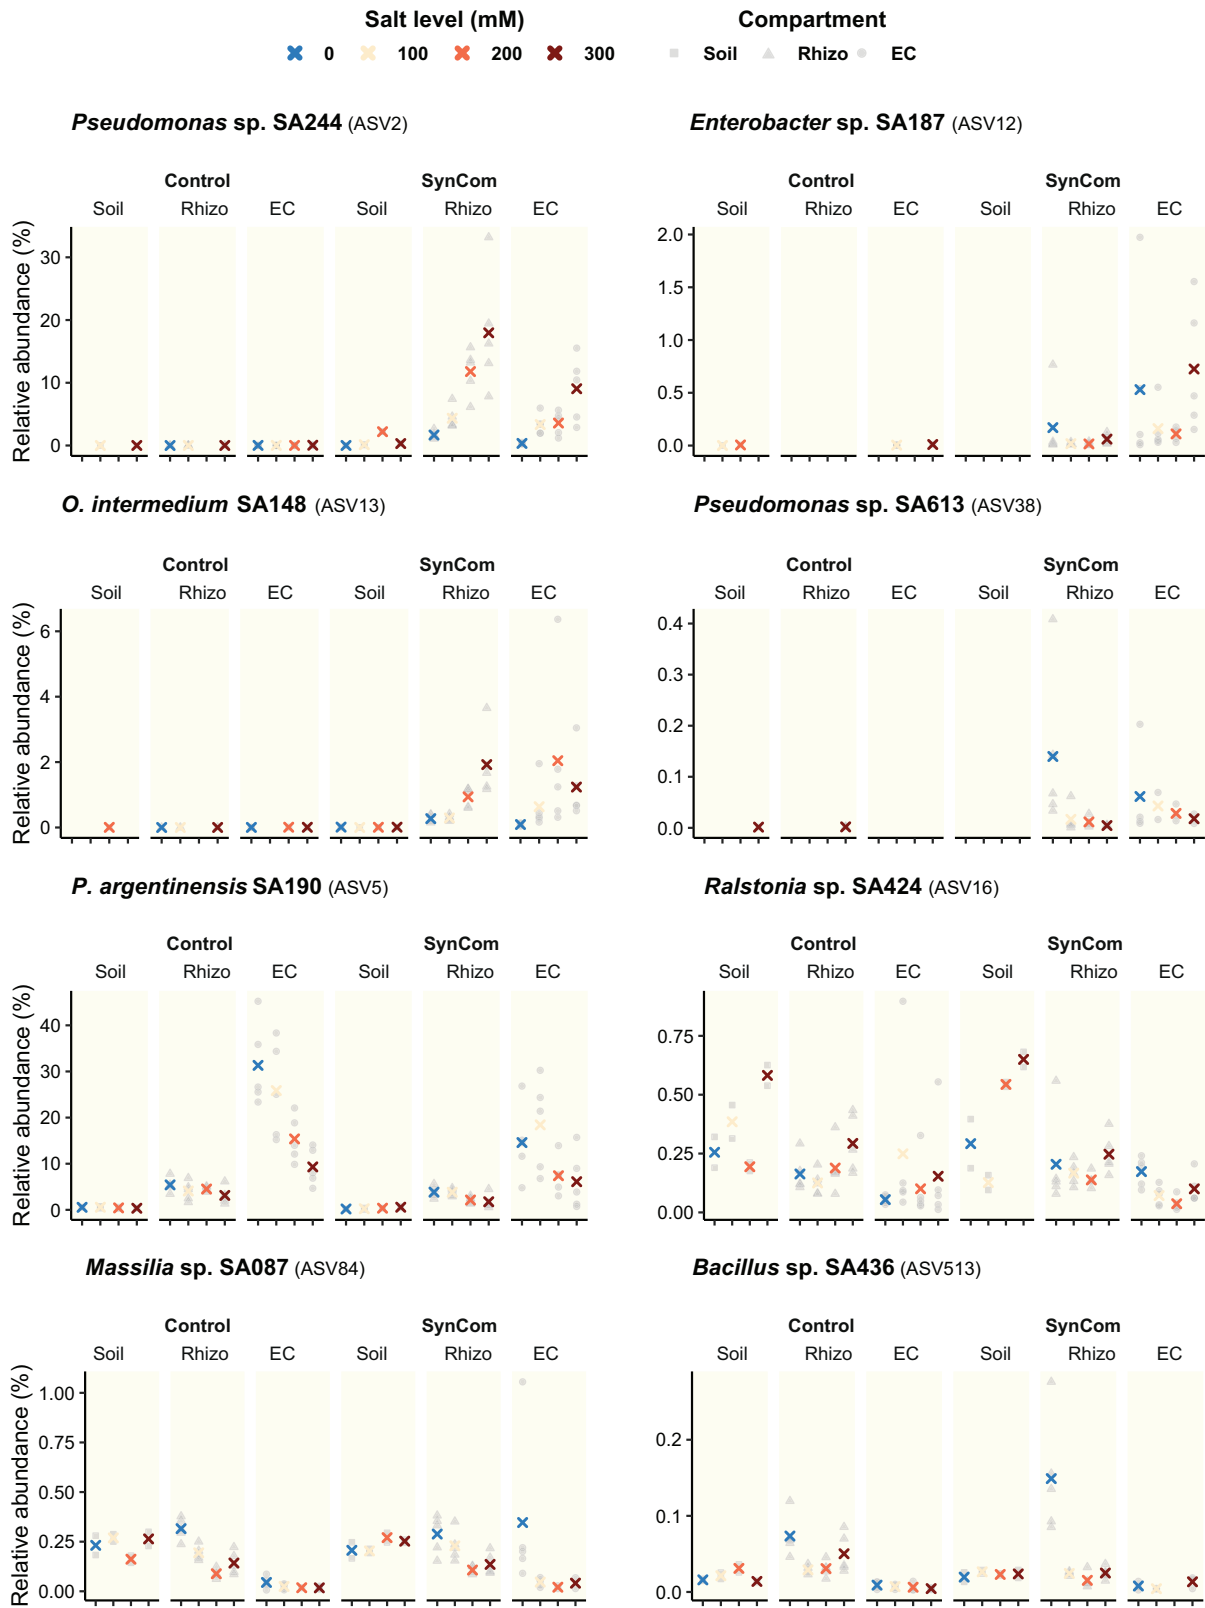 Salt level (mM) Compartment
0 100 200 300 Soil Rhizo EC
Pseudomonas sp. SA244 (ASV2)
Control SynCom
Soil Rhizo EC Soil Rhizo EC
Relative abundance (%)
30
20
10
0
Enterobacter sp. SA187 (ASV12)
Control SynCom
Soil Rhizo EC Soil Rhizo EC
2.0
1.5
1.0
0.5
0.0
O. intermedium SA148 (ASV13)
Control SynCom
Soil Rhizo EC Soil Rhizo EC
Relative abundance (%)
6
4
2
0
Pseudomonas sp. SA613 (ASV38)
Control SynCom
Soil Rhizo EC Soil Rhizo EC
0.4
0.3
0.2
0.1
0.0
P. argentinensis SA190 (ASV5)
Control SynCom
Soil Rhizo EC Soil Rhizo EC
Relative abundance (%)
40
30
20
10
0
Ralstonia sp. SA424 (ASV16)
Control SynCom
Soil Rhizo EC Soil Rhizo EC
0.75
0.50
0.25
0.00
Massilia sp. SA087 (ASV84)
Control SynCom
Soil Rhizo EC Soil Rhizo EC
Relative abundance (%)
1.00
0.50
0.25
0.00
Bacillus sp. SA436 (ASV513)
Control SynCom
Soil Rhizo EC Soil Rhizo EC
0.2
0.1
0.0